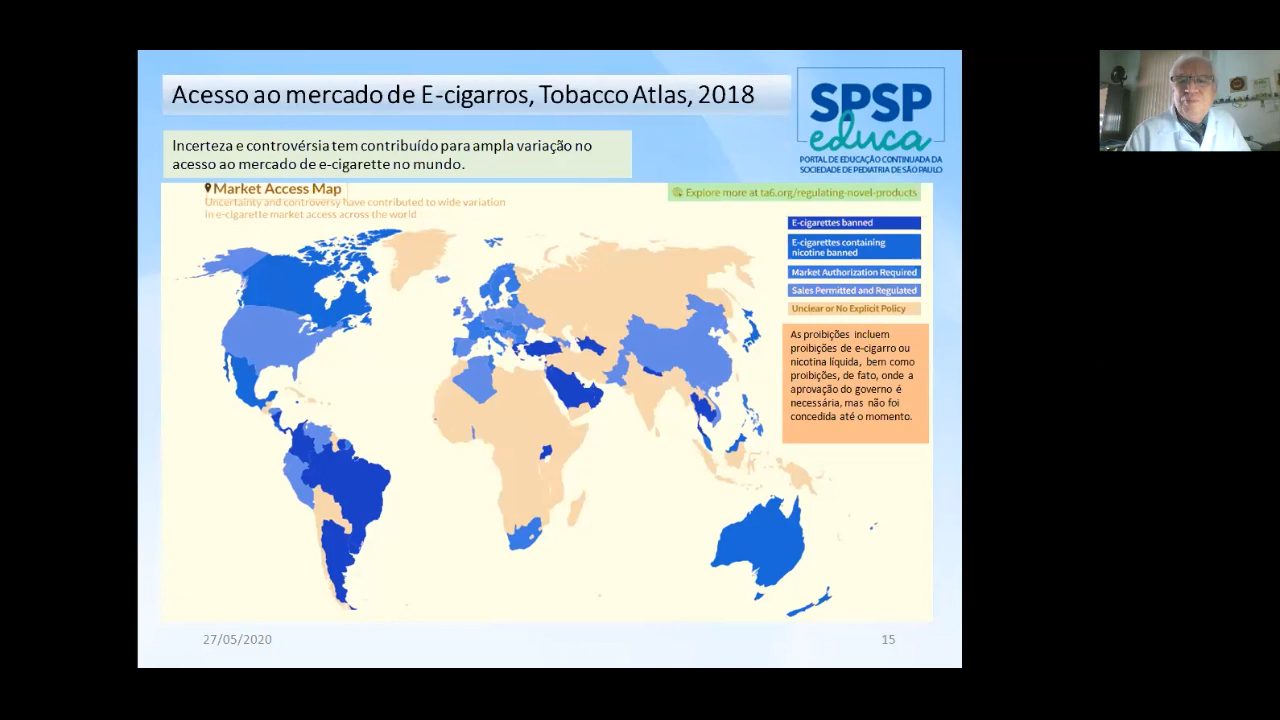 Acesso ao mercado de E-cigarros, Tobacco Atlas, 2018
SPSP
educa
PORTAL DE EDUCAÇÃO CONTINUADA DA
SOCIEDADE DE PEDIATRIA DE SÃO PAULO
Incerteza e controvérsia tem contribuído para ampla variação no
acesso ao mercado de e-cigarette no mundo.
Market Access Map
Uncertainty and controversy have contributed to wide variation
in e-cigarette market access across the world
Explore more at ta6.org/regulating-novel-products
E-cigarettes banned
E-cigarettes containing
nicotine banned
Market Authorization Required
Sales Permitted and Regulated
Unclear or No Explicit Policy
As proibições incluem
proibições de e-cigarro ou
nicotina líquida, bem como
proibições, de fato, onde a
aprovação do governo é
necessária, mas não foi
concedida até o momento.
27/05/2020
15